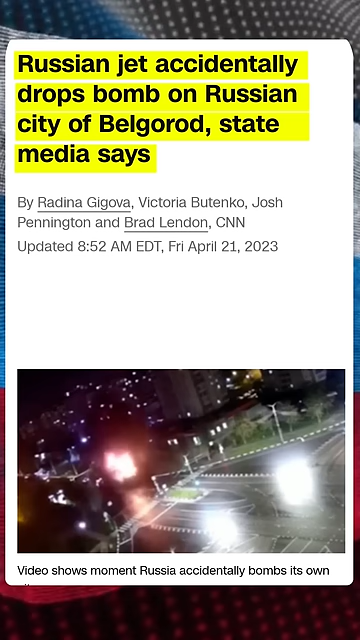 Russian jet accidentally
drops bomb on Russian
city of Belgorod, state
media says
By Radina Gigova, Victoria Butenko, Josh
Pennington and Brad Lendon, CNN
Updated 8:52 AM EDT, Fri April 21, 2023
Video shows moment Russia accidentally bombs its own